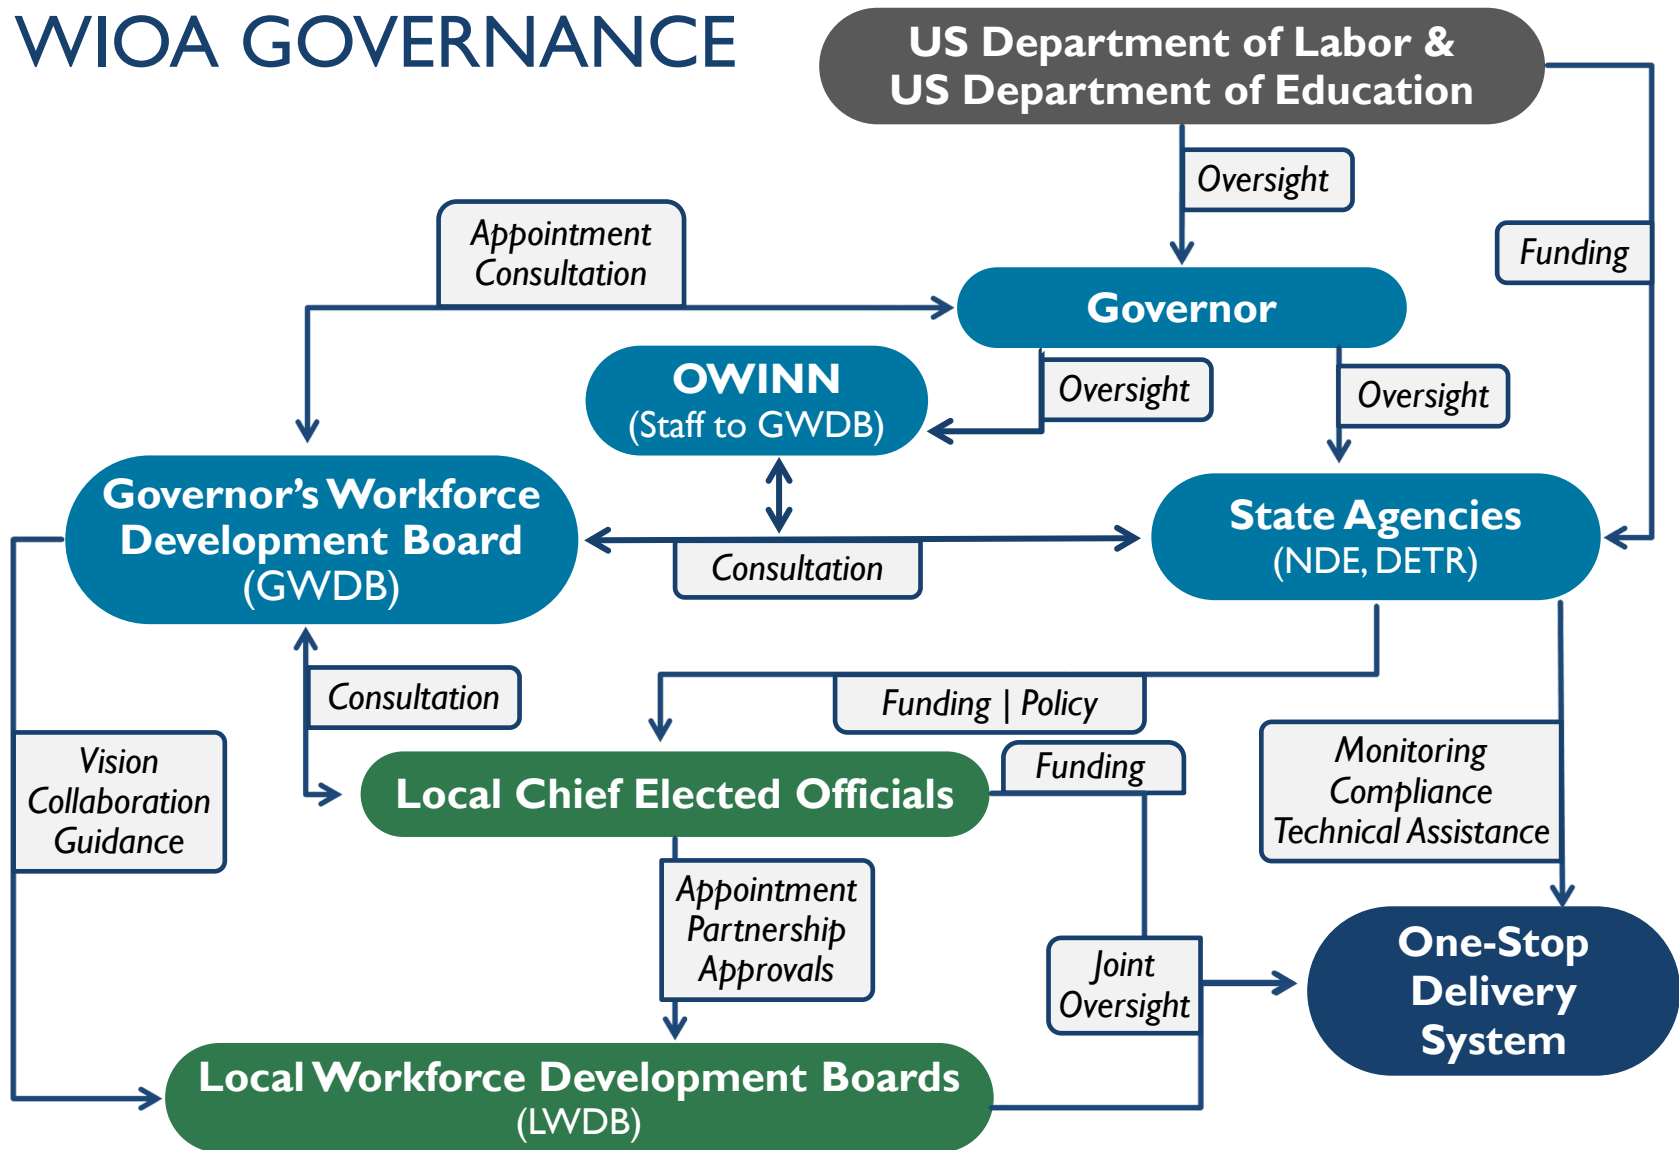 WIOA GOVERNANCE
US Department of Labor &
US Department of Education
Oversight
Funding
Appointment
Consultation
Governor
OWINN
(Staff to GWDB)
Oversight
Oversight
Governor's Workforce
Development Board
(GWDB)
Consultation
State Agencies
(NDE, DETR)
Consultation
Funding | Policy
Vision
Collaboration
Guidance
Local Chief Elected Officials
Funding
Monitoring
Compliance
Technical Assistance
Appointment
Partnership
Approvals
Joint
Oversight
One-Stop
Delivery
System
Local Workforce Development Boards
(LWDB)